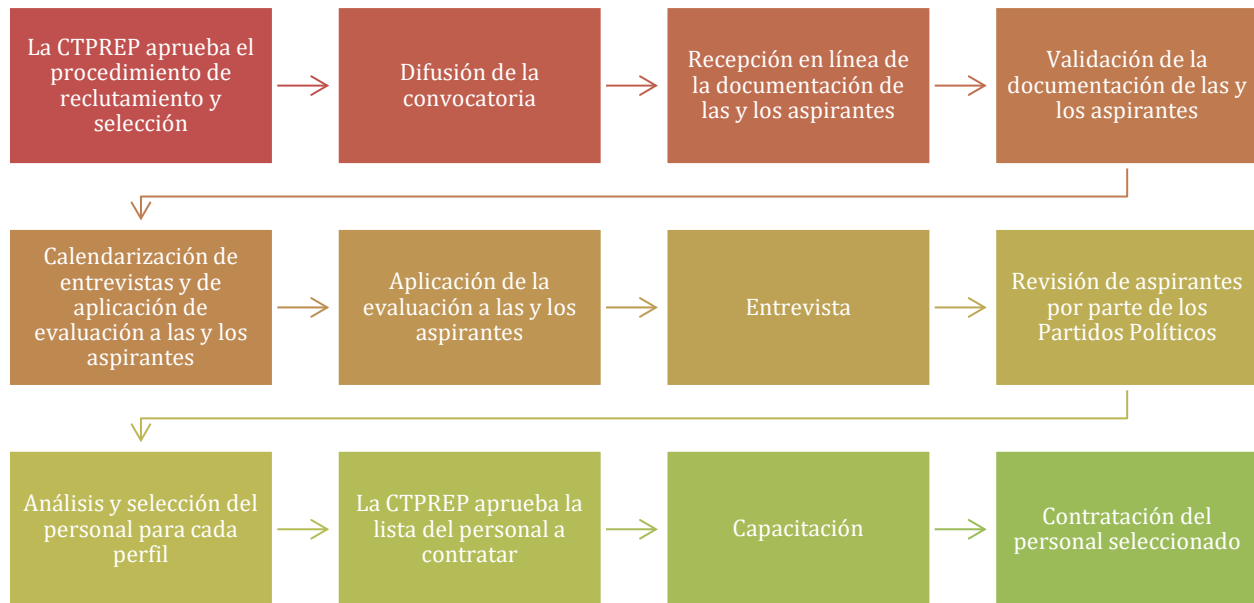 La CTPREP aprueba el
procedimiento de
reclutamiento y
selección
Difusión de la
convocatoria
Recepción en línea de
la documentación de
las y los aspirantes
Validación de la
documentación de las y
los aspirantes
Calendarización de
entrevistas y de
aplicación de
evaluación a las y los
aspirantes
Aplicación de la
evaluación a las y los
aspirantes
Entrevista
Revisión de aspirantes
por parte de los
Partidos Políticos
Análisis y selección del
personal para cada
perfil
La CTPREP aprueba la
lista del personal a
contratar
Capacitación
Contratación del
personal seleccionado